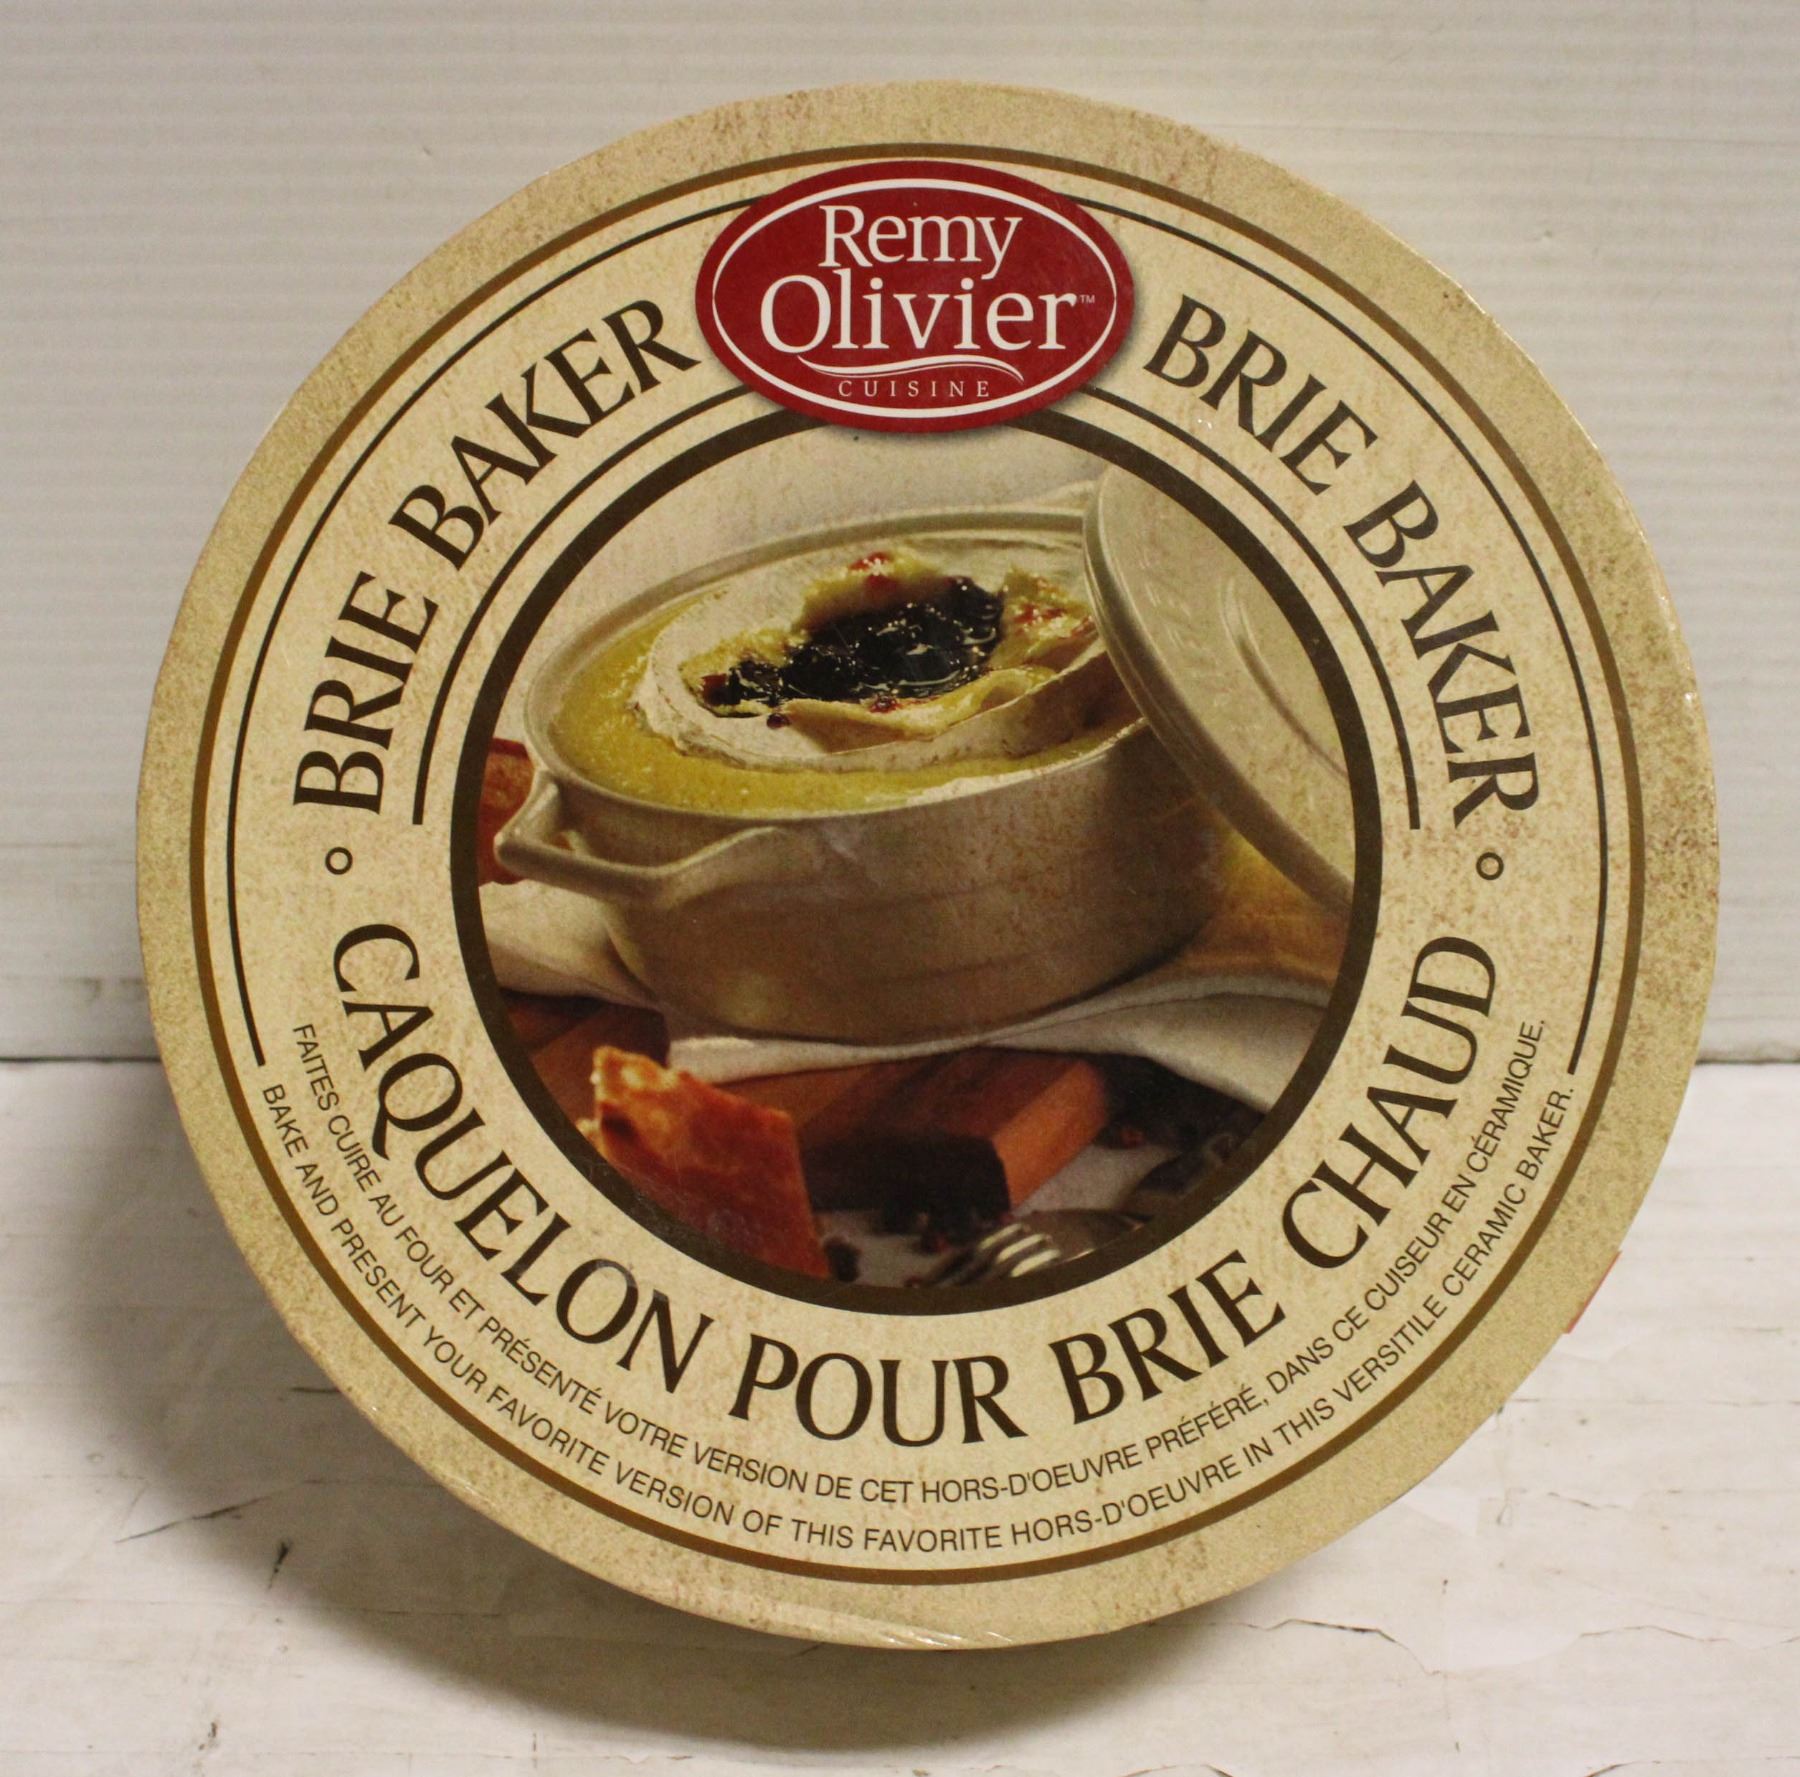 Remy
Olivier™
CUISINE
BRIE BAKER
BRIE BAKER
CAQUELON POUR BRIE CHAUD
FAITES CUIRE AU FOUR ET PRÉSENTÉ VOTRE VERSION DE CET HORS-D'OEUVRE PRÉFÉRÉ, DANS CE CUISEUR EN CÉRAMIQUE.
BAKE AND PRESENT YOUR FAVORITE VERSION OF THIS FAVORITE HORS-D'OEUVRE IN THIS VERSITILE CERAMIC BAKER.